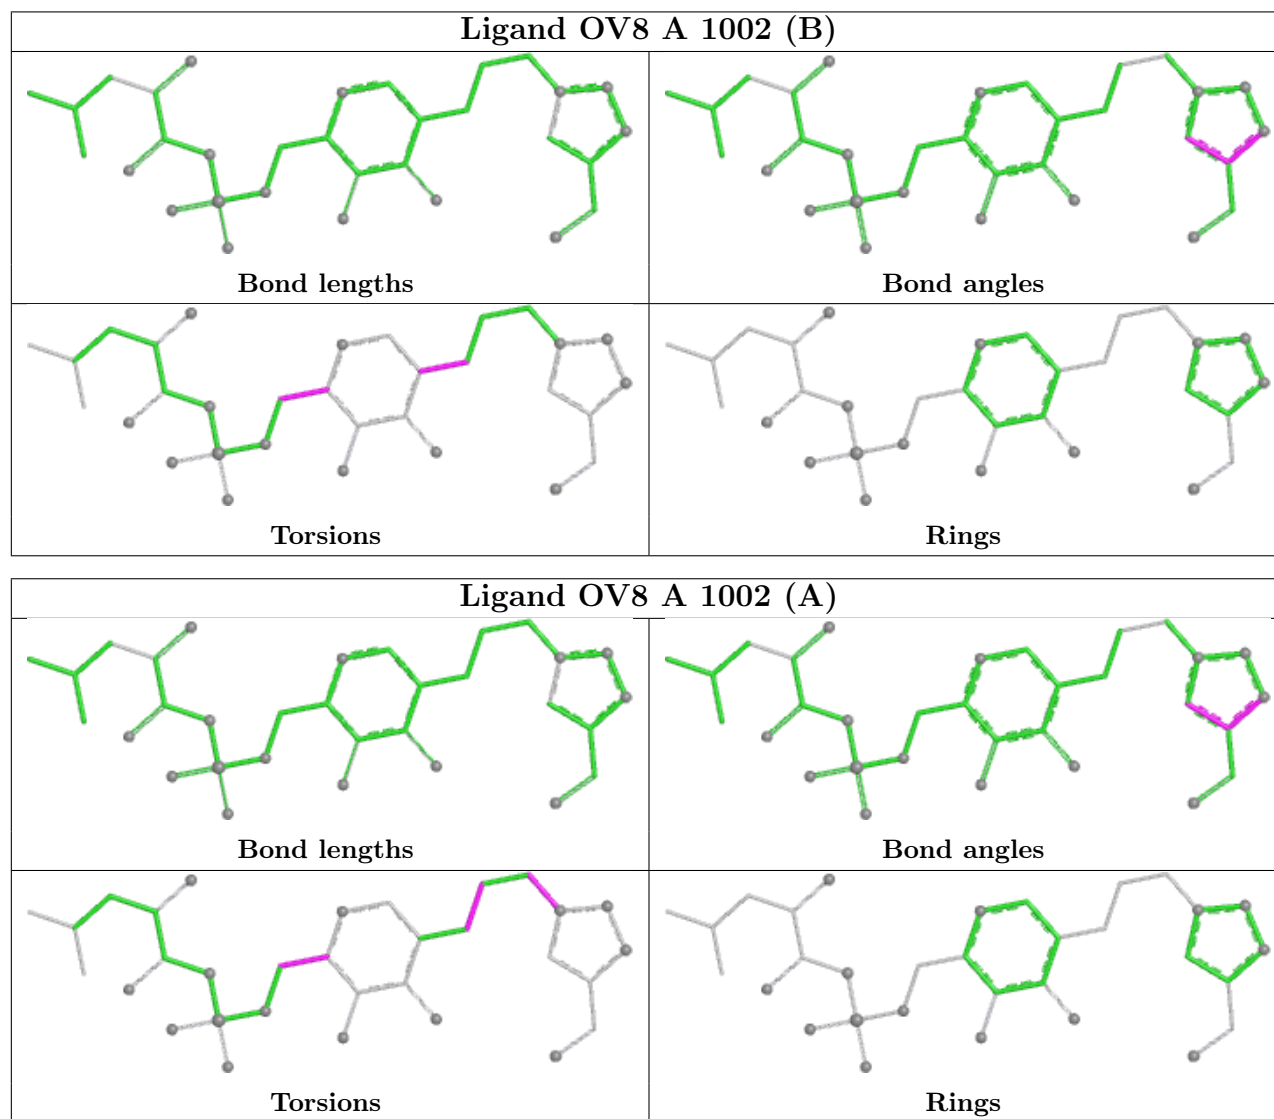 Ligand OV8 A 1002 (B)
Bond lengths
Bond angles
Torsions
Rings
Ligand OV8 A 1002 (A)
Bond lengths
Bond angles
Torsions
Rings